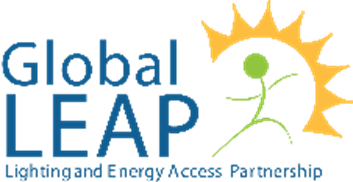 Global
LEAP
Lighting and Energy Access Partnership